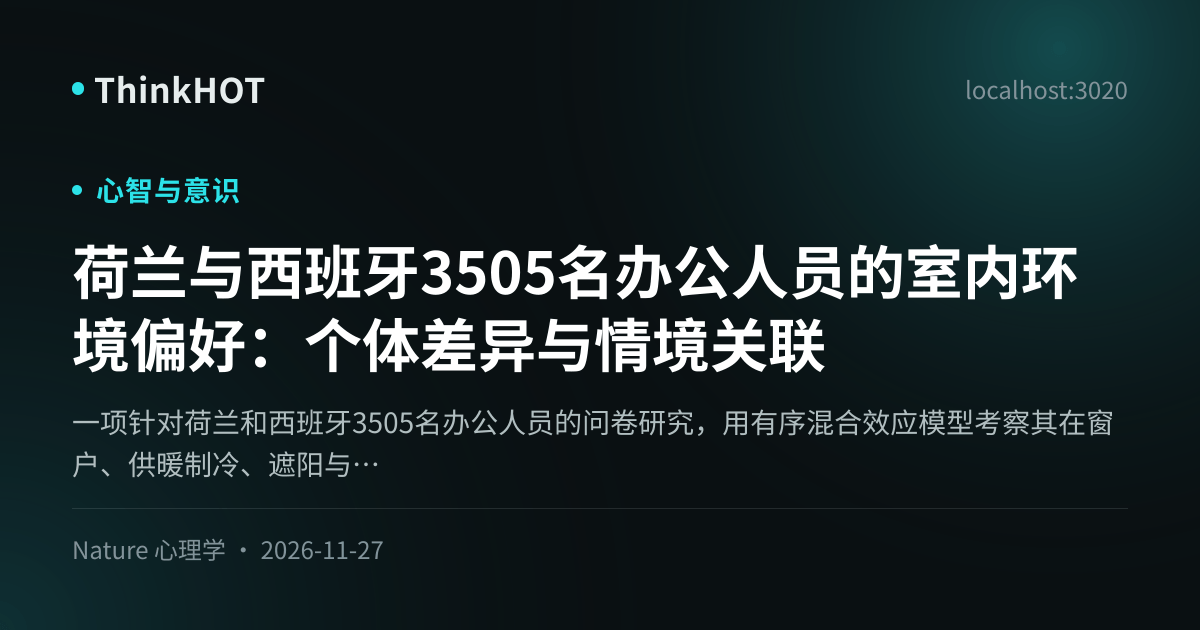 ThinkHOT
localhost:3020
心智与意识
荷兰与西班牙3505名办公人员的室内环
境偏好：个体差异与情境关联
一项针对荷兰和西班牙3505名办公人员的问卷研究，用有序混合效应模型考察其在窗
户、供暖制冷、遮阳与…
Nature 心理学 · 2026-11-27